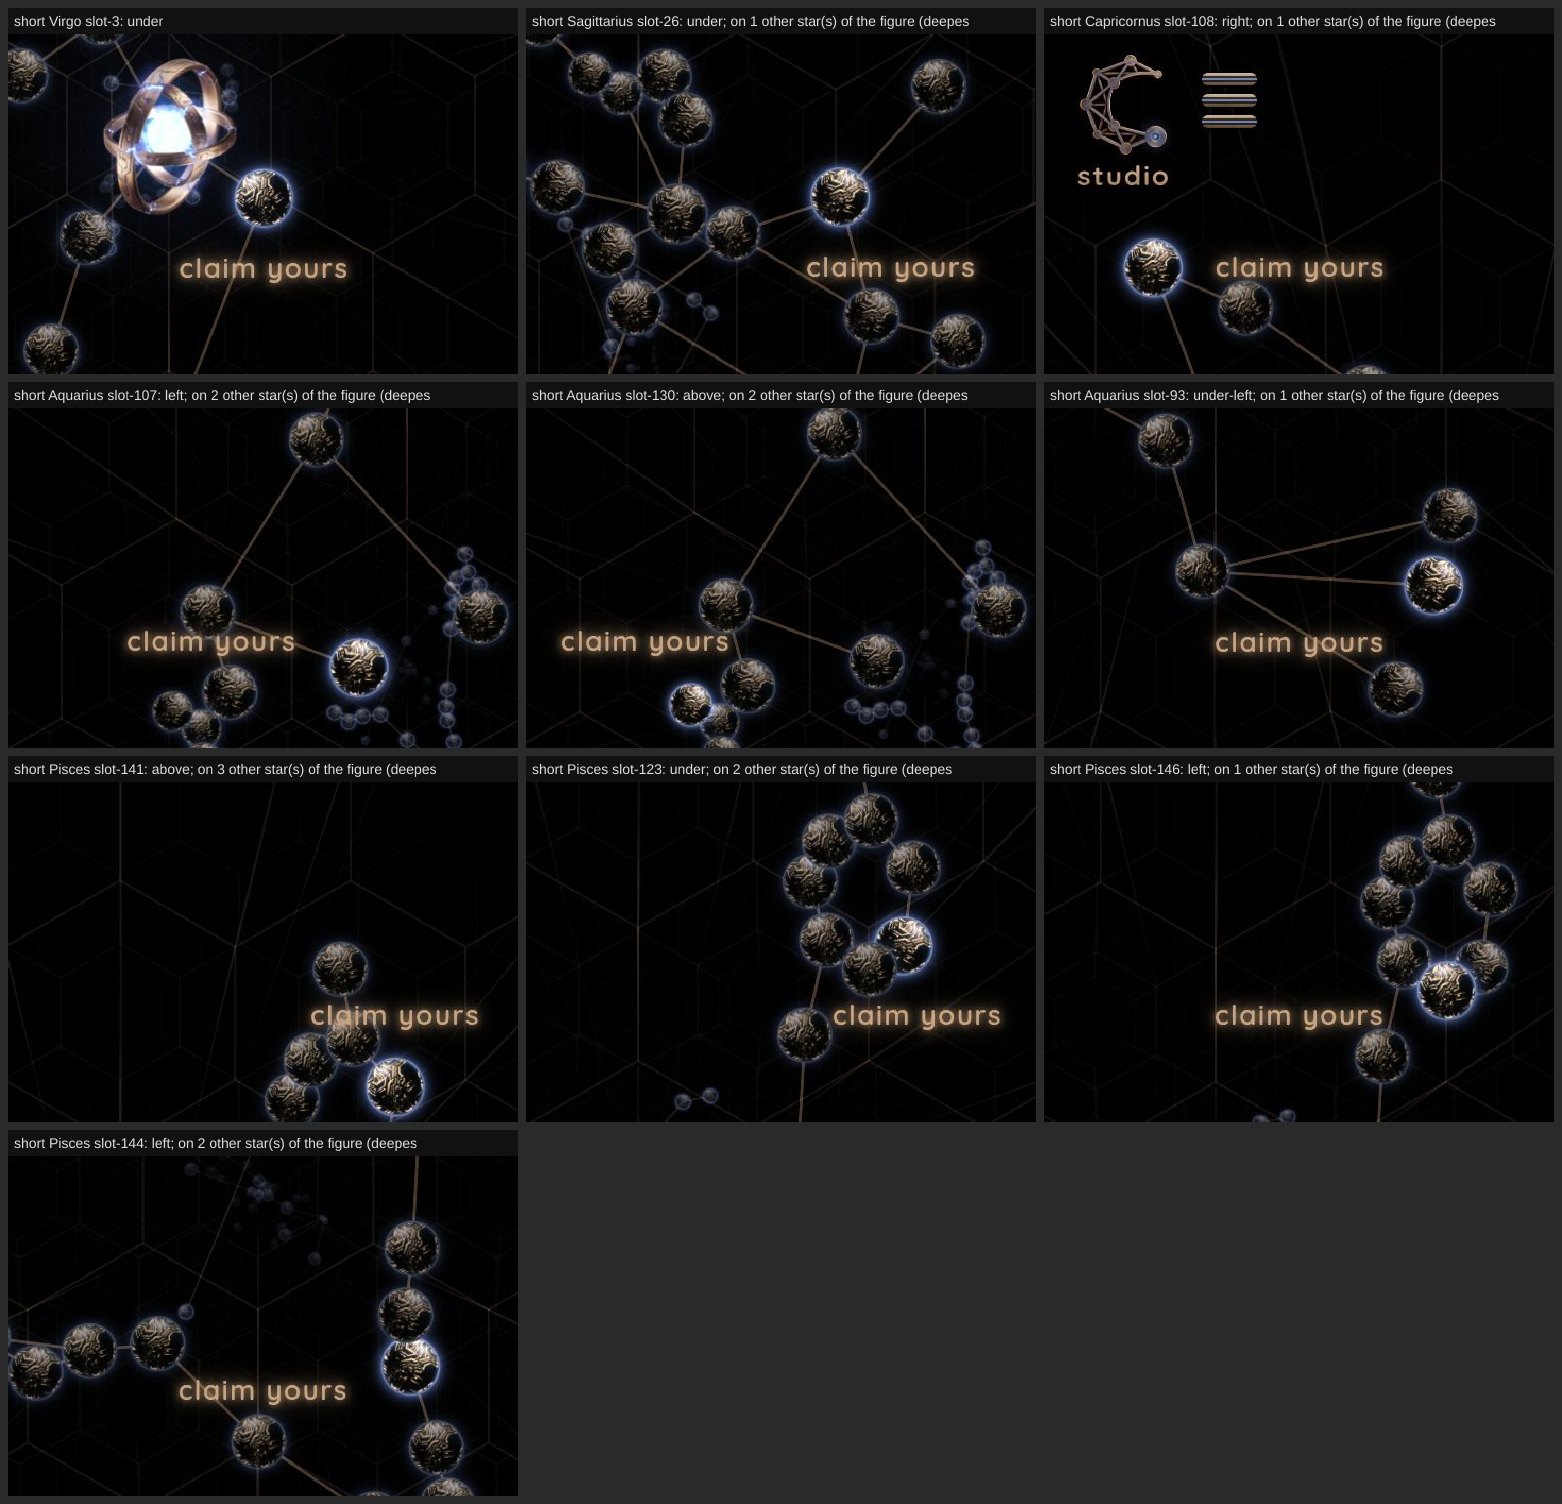 short Virgo slot-3: under
claim yours
short Sagittarius slot-26: under; on 1 other star(s) of the figure (deepes
claim yours
short Capricornus slot-108: right; on 1 other star(s) of the figure (deepes
studio
claim yours
short Aquarius slot-107: left; on 2 other star(s) of the figure (deepes
claim yours
short Aquarius slot-130: above; on 2 other star(s) of the figure (deepes
claim yours
short Aquarius slot-93: under-left; on 1 other star(s) of the figure (deepes
claim yours
short Pisces slot-141: above; on 3 other star(s) of the figure (deepes
claim yours
short Pisces slot-123: under; on 2 other star(s) of the figure (deepes
claim yours
short Pisces slot-146: left; on 1 other star(s) of the figure (deepes
claim yours
short Pisces slot-144: left; on 2 other star(s) of the figure (deepes
claim yours